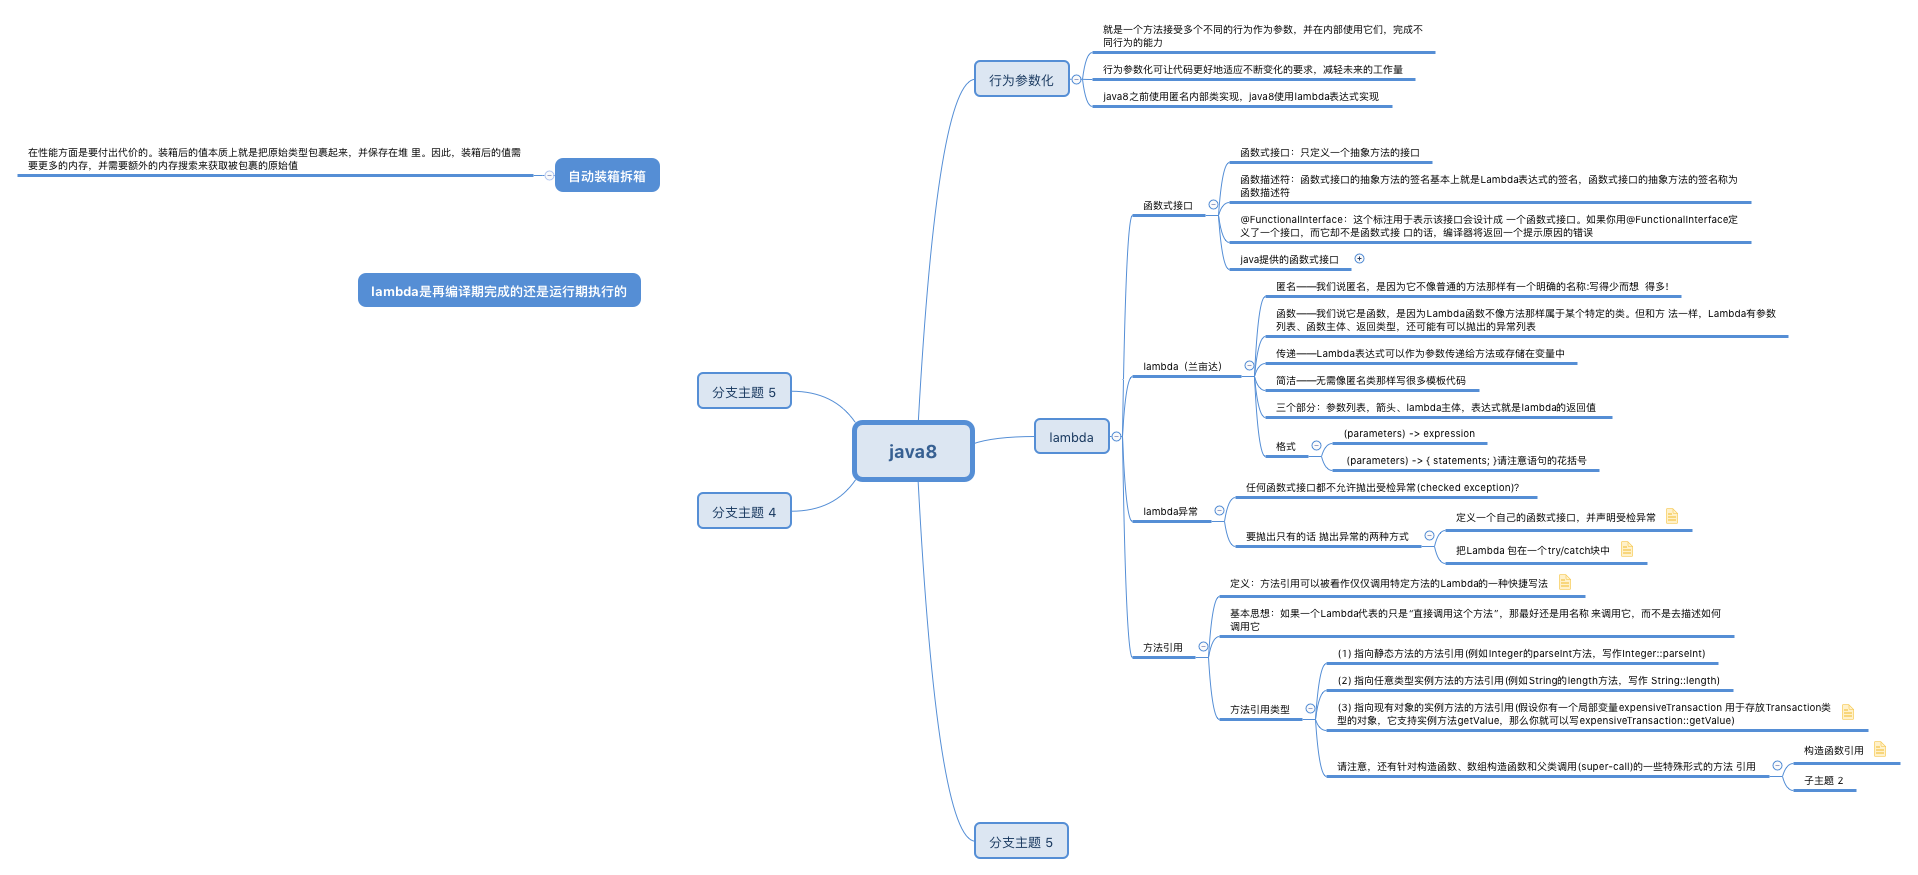 就是一个方法接受多个不同的行为作为参数，并在内部使用它们，完成不
同行为的能力
行为参数化
行为参数化可让代码更好地适应不断变化的要求，减轻未来的工作量
java8之前使用匿名内部类实现，java8使用lambda表达式实现
在性能方面是要付出代价的。装箱后的值本质上就是把原始类型包裹起来，并保存在堆 里。因此，装箱后的值需
要更多的内存，并需要额外的内存搜索来获取被包裹的原始值
自动装箱拆箱
lambda是再编译期完成的还是运行期执行的
分支主题 5
分支主题 4
java8
lambda
函数式接口
函数式接口：只定义一个抽象方法的接口
函数描述符：函数式接口的抽象方法的签名基本上就是Lambda表达式的签名，函数式接口的抽象方法的签名称为
函数描述符
@FunctionalInterface：这个标注用于表示该接口会设计成 一个函数式接口。如果你用@FunctionalInterface定
义了一个接口，而它却不是函数式接 口的话，编译器将返回一个提示原因的错误
java提供的函数式接口
lambda（兰亩达）
匿名——我们说匿名，是因为它不像普通的方法那样有一个明确的名称:写得少而想 得多!
函数——我们说它是函数，是因为Lambda函数不像方法那样属于某个特定的类。但和方 法一样，Lambda有参数
列表、函数主体、返回类型，还可能有可以抛出的异常列表
传递——Lambda表达式可以作为参数传递给方法或存储在变量中
简洁——无需像匿名类那样写很多模板代码
三个部分：参数列表，箭头、lambda主体，表达式就是lambda的返回值
格式
(parameters) -> expression
(parameters) -> { statements; }请注意语句的花括号
lambda异常
任何函数式接口都不允许抛出受检异常(checked exception)?
要抛出只有的话 抛出异常的两种方式
定义一个自己的函数式接口，并声明受检异常
把Lambda 包在一个try/catch块中
方法引用
定义：方法引用可以被看作仅仅调用特定方法的Lambda的一种快捷写法
基本思想：如果一个Lambda代表的只是“直接调用这个方法”，那最好还是用名称 来调用它，而不是去描述如何
调用它
方法引用类型
(1) 指向静态方法的方法引用(例如Integer的parseInt方法，写作Integer::parseInt)
(2) 指向任意类型实例方法的方法引用(例如String的length方法，写作 String::length)
(3) 指向现有对象的实例方法的方法引用(假设你有一个局部变量expensiveTransaction 用于存放Transaction类
型的对象，它支持实例方法getValue，那么你就可以写expensiveTransaction::getValue)
请注意，还有针对构造函数、数组构造函数和父类调用(super-call)的一些特殊形式的方法 引用
构造函数引用
子主题 2
分支主题 5